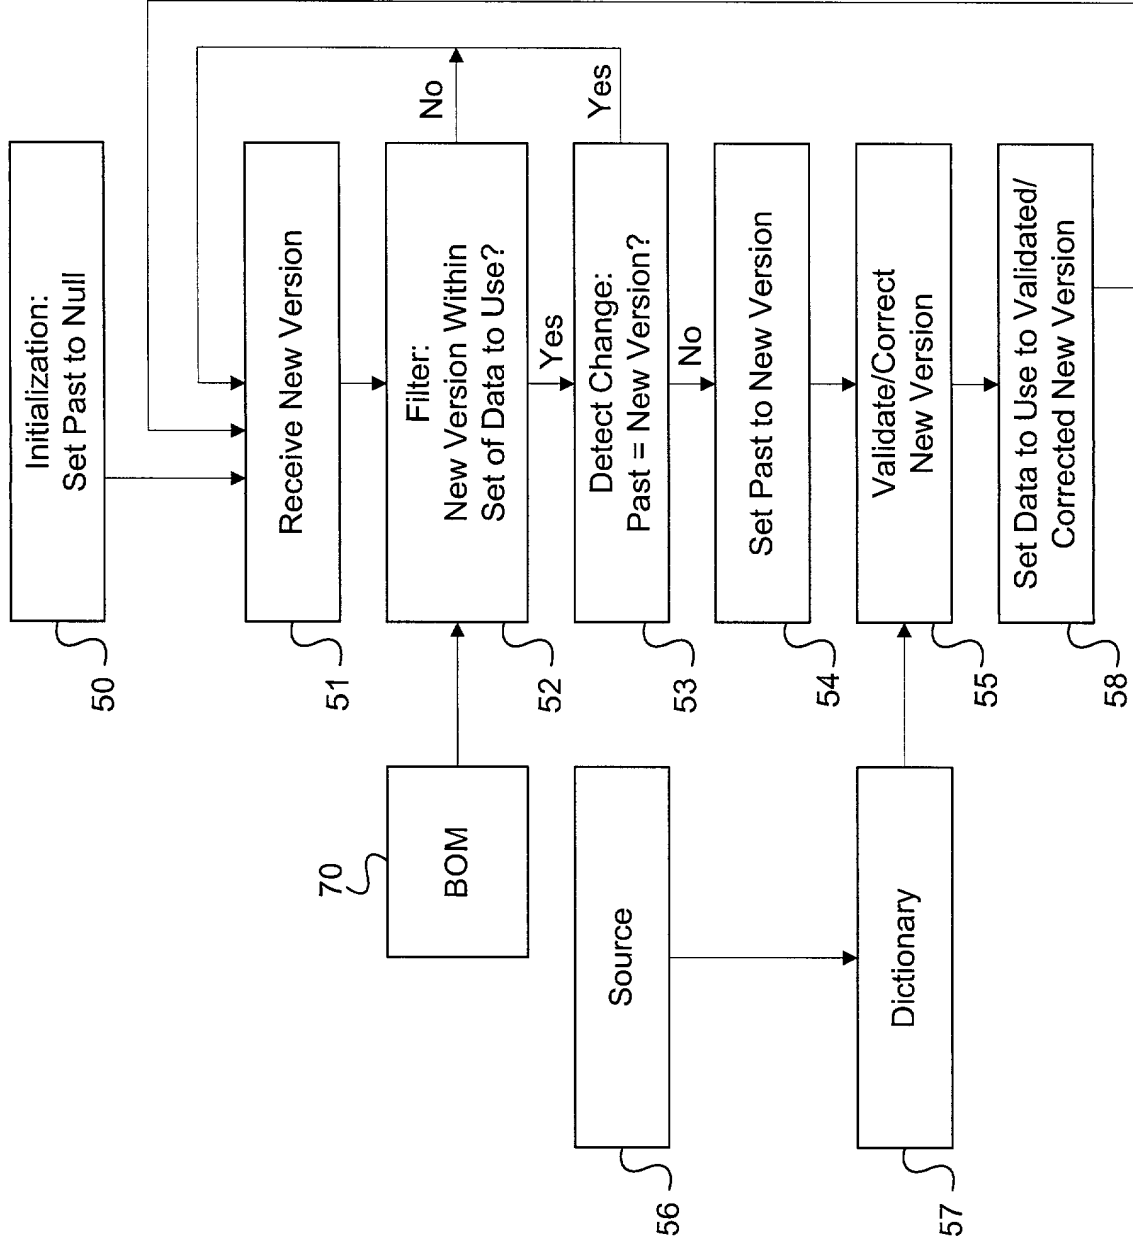 Initialization:
Set Past to Null
50
Receive New Version
51
Filter:
New Version Within
Set of Data to Use?
52
No
Yes
BOM
70
Detect Change:
Past = New Version?
53
Yes
No
Source
56
Set Past to New Version
54
Validate/Correct
New Version
55
Dictionary
57
Set Data to Use to Validated/
Corrected New Version
58